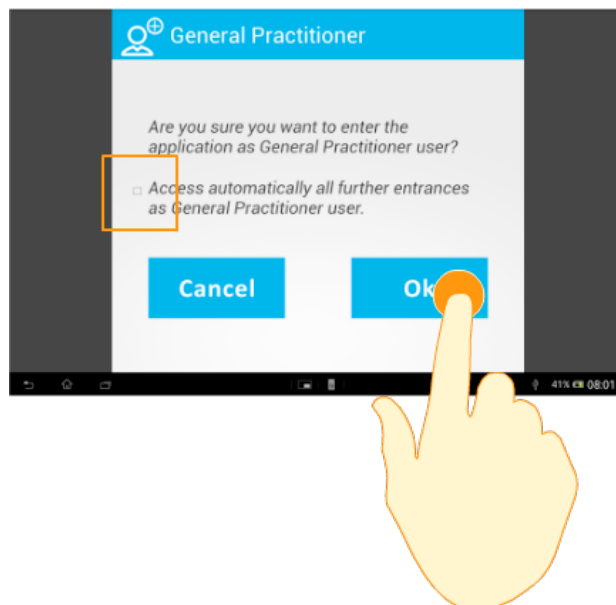 General Practitioner
Are you sure you want to enter the
application as General Practitioner user?
Access automatically all further entrances
as General Practitioner user.
Cancel
Ok
41%
08:01